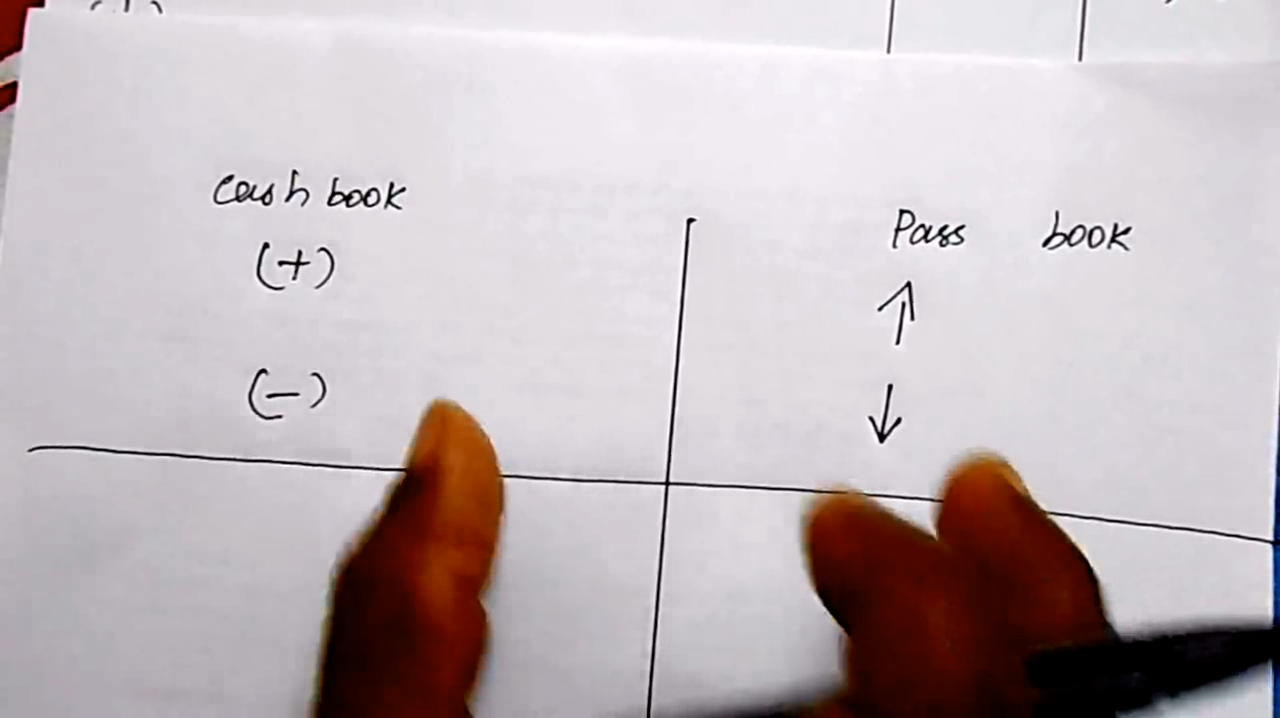 Cash book
(+)
(-)
Pass book
↑
↓